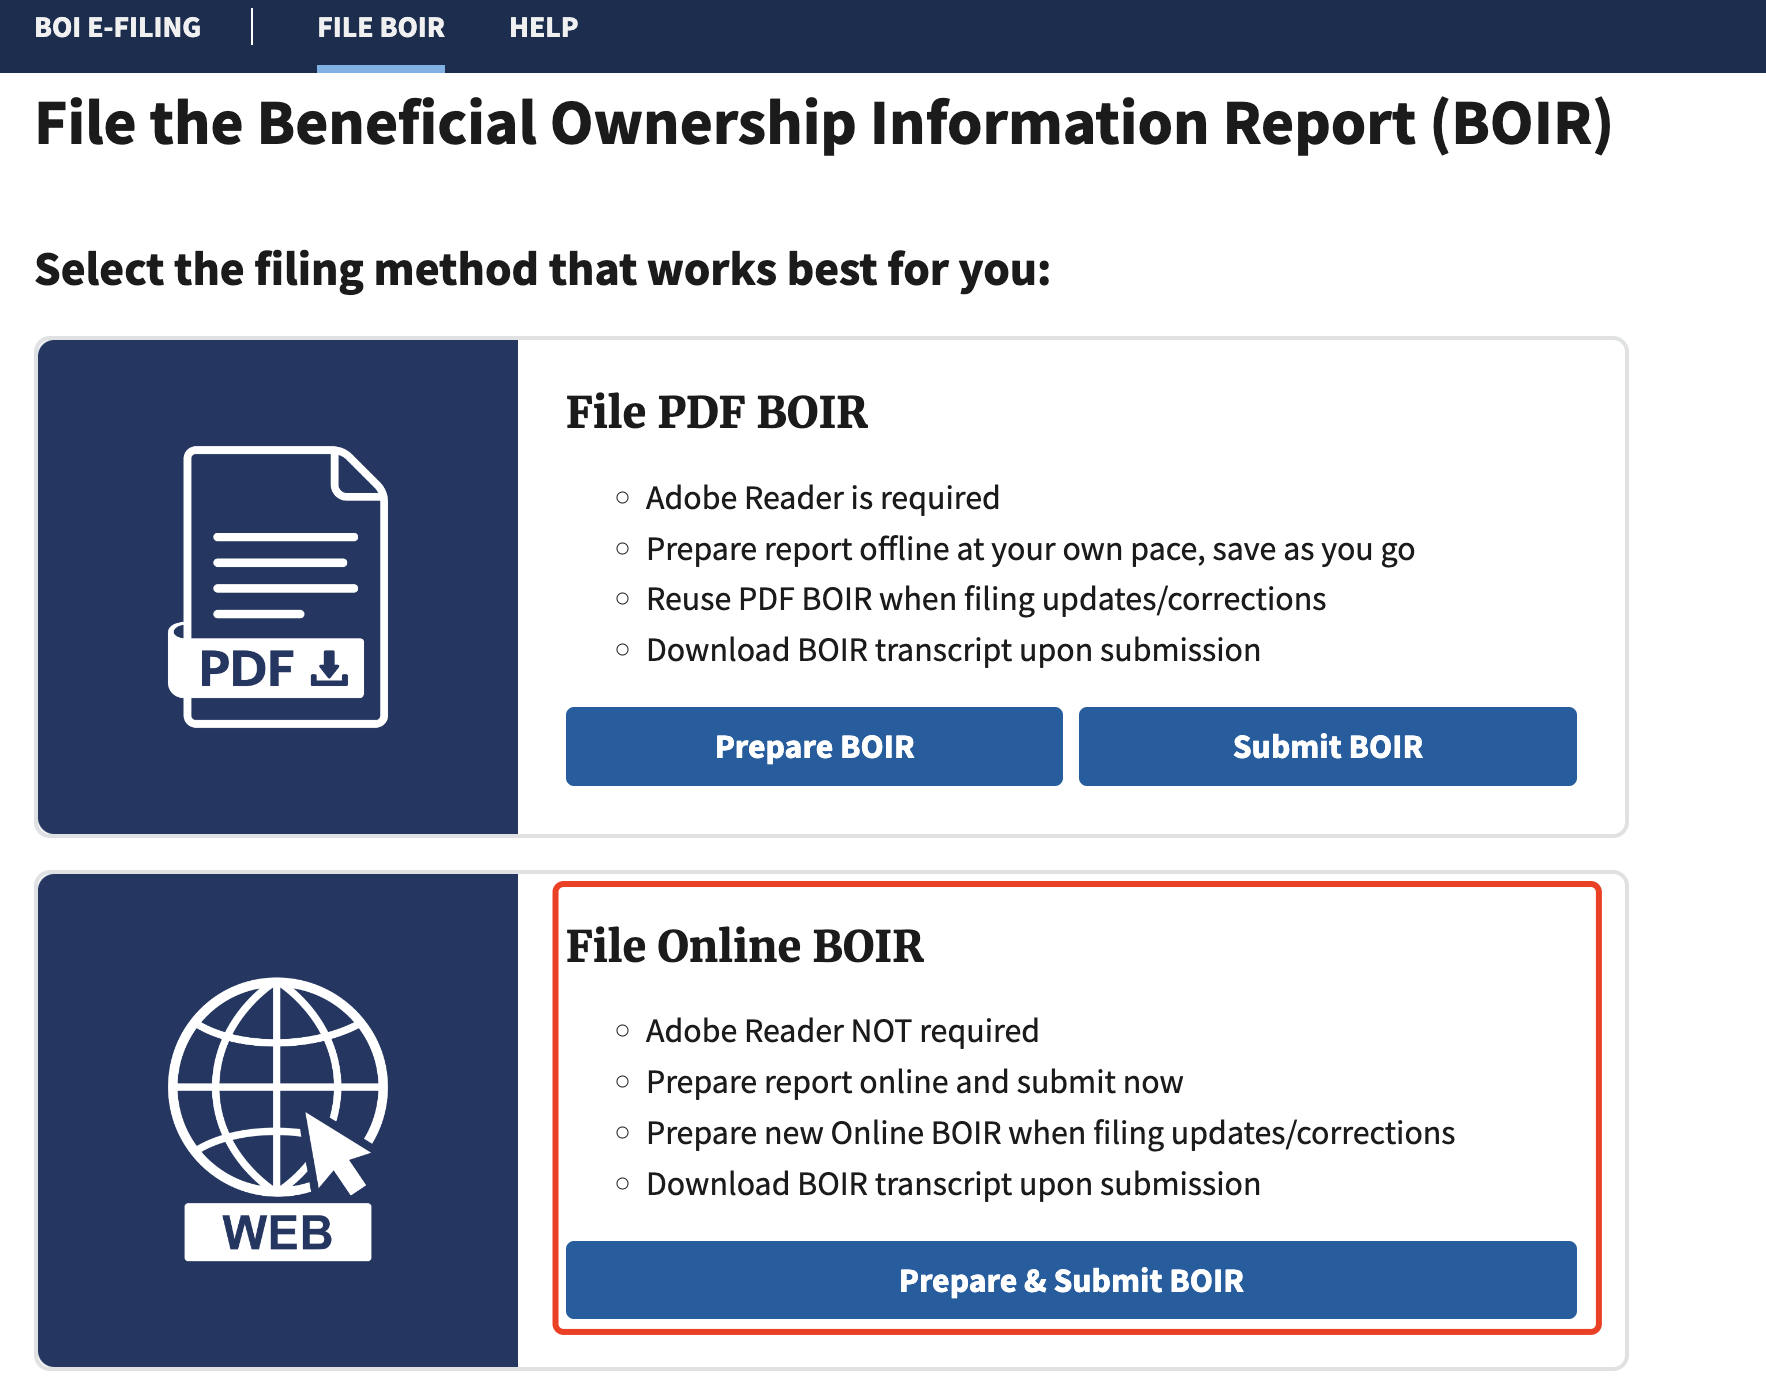 BOI E-FILING FILE BOIR HELP
File the Beneficial Ownership Information Report (BOIR)
Select the filing method that works best for you:
File PDF BOIR
Adobe Reader is required
Prepare report offline at your own pace, save as you go
Reuse PDF BOIR when filing updates/corrections
Download BOIR transcript upon submission
PDF
Prepare BOIR Submit BOIR
File Online BOIR
Adobe Reader NOT required
Prepare report online and submit now
Prepare new Online BOIR when filing updates/corrections
Download BOIR transcript upon submission
WEB
Prepare & Submit BOIR